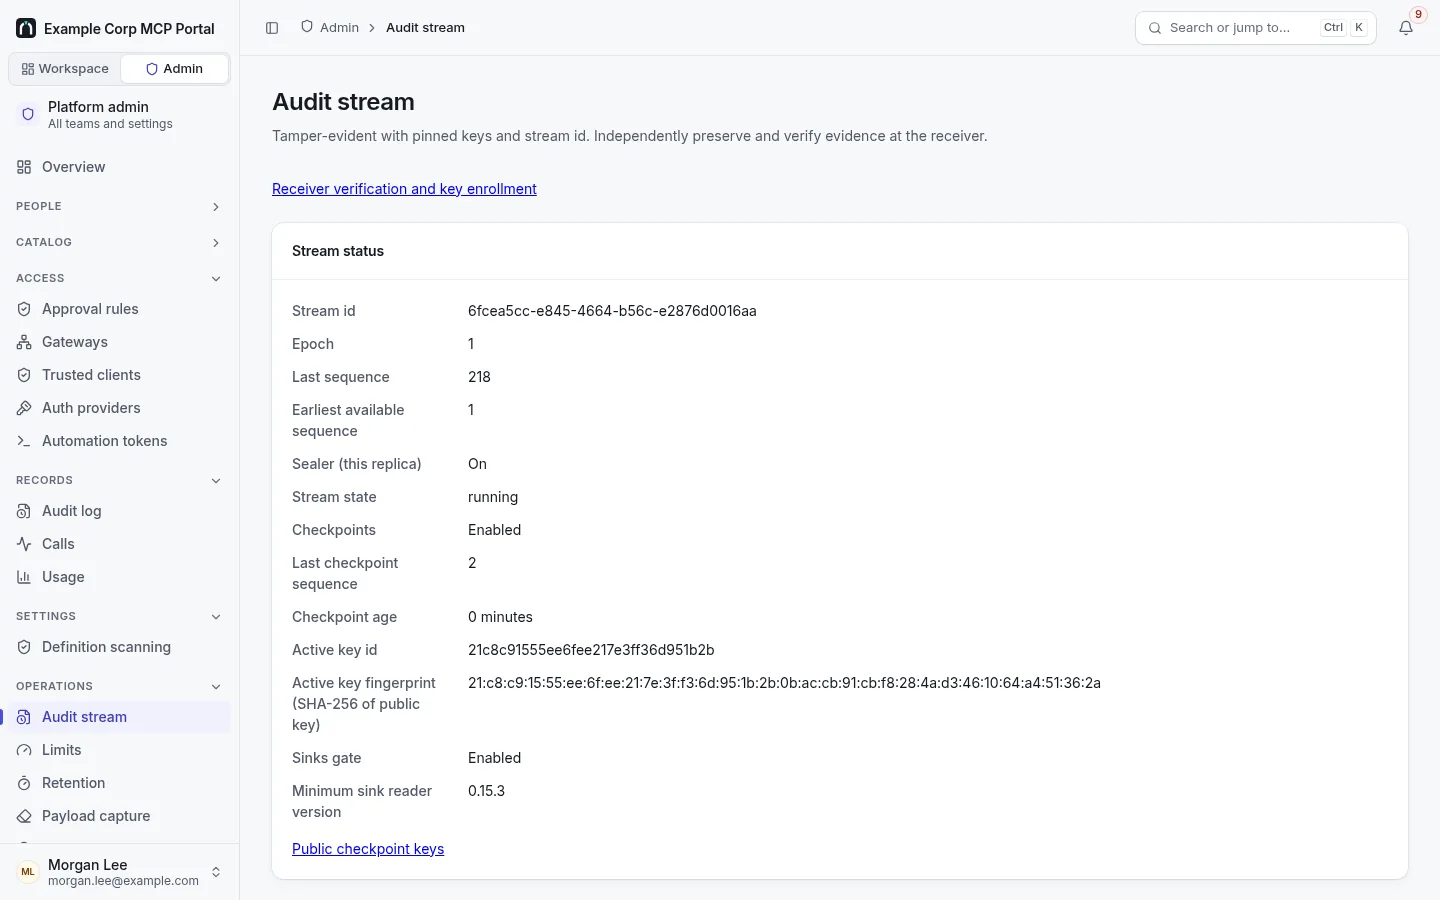 Example Corp MCP Portal
Workspace
Admin
Platform admin
All teams and settings
Overview
PEOPLE
CATALOG
ACCESS
Approval rules
Gateways
Trusted clients
Auth providers
Automation tokens
RECORDS
Audit log
Calls
Usage
SETTINGS
Definition scanning
OPERATIONS
Audit stream
Limits
Retention
Payload capture
ML
Morgan Lee
morgan.lee@example.com
Admin > Audit stream
Search or jump to...
Ctrl K
9
Audit stream
Tamper-evident with pinned keys and stream id. Independently preserve and verify evidence at the receiver.
Receiver verification and key enrollment
Stream status
Stream id 6fcea5cc-e845-4664-b56c-e2876d0016aa
Epoch 1
Last sequence 218
Earliest available 1
sequence
Sealer (this replica) On
Stream state running
Checkpoints Enabled
Last checkpoint 2
sequence
Checkpoint age 0 minutes
Active key id 21c8c91555ee6fee217e3ff36d951b2b
Active key fingerprint 21:c8:c9:15:55:ee:6f:ee:21:7e:3f:f3:6d:95:1b:2b:0b:ac:cb:91:cb:f8:28:4a:d3:46:10:64:a4:51:36:2a
(SHA-256 of public
key)
Sinks gate Enabled
Minimum sink reader 0.15.3
version
Public checkpoint keys